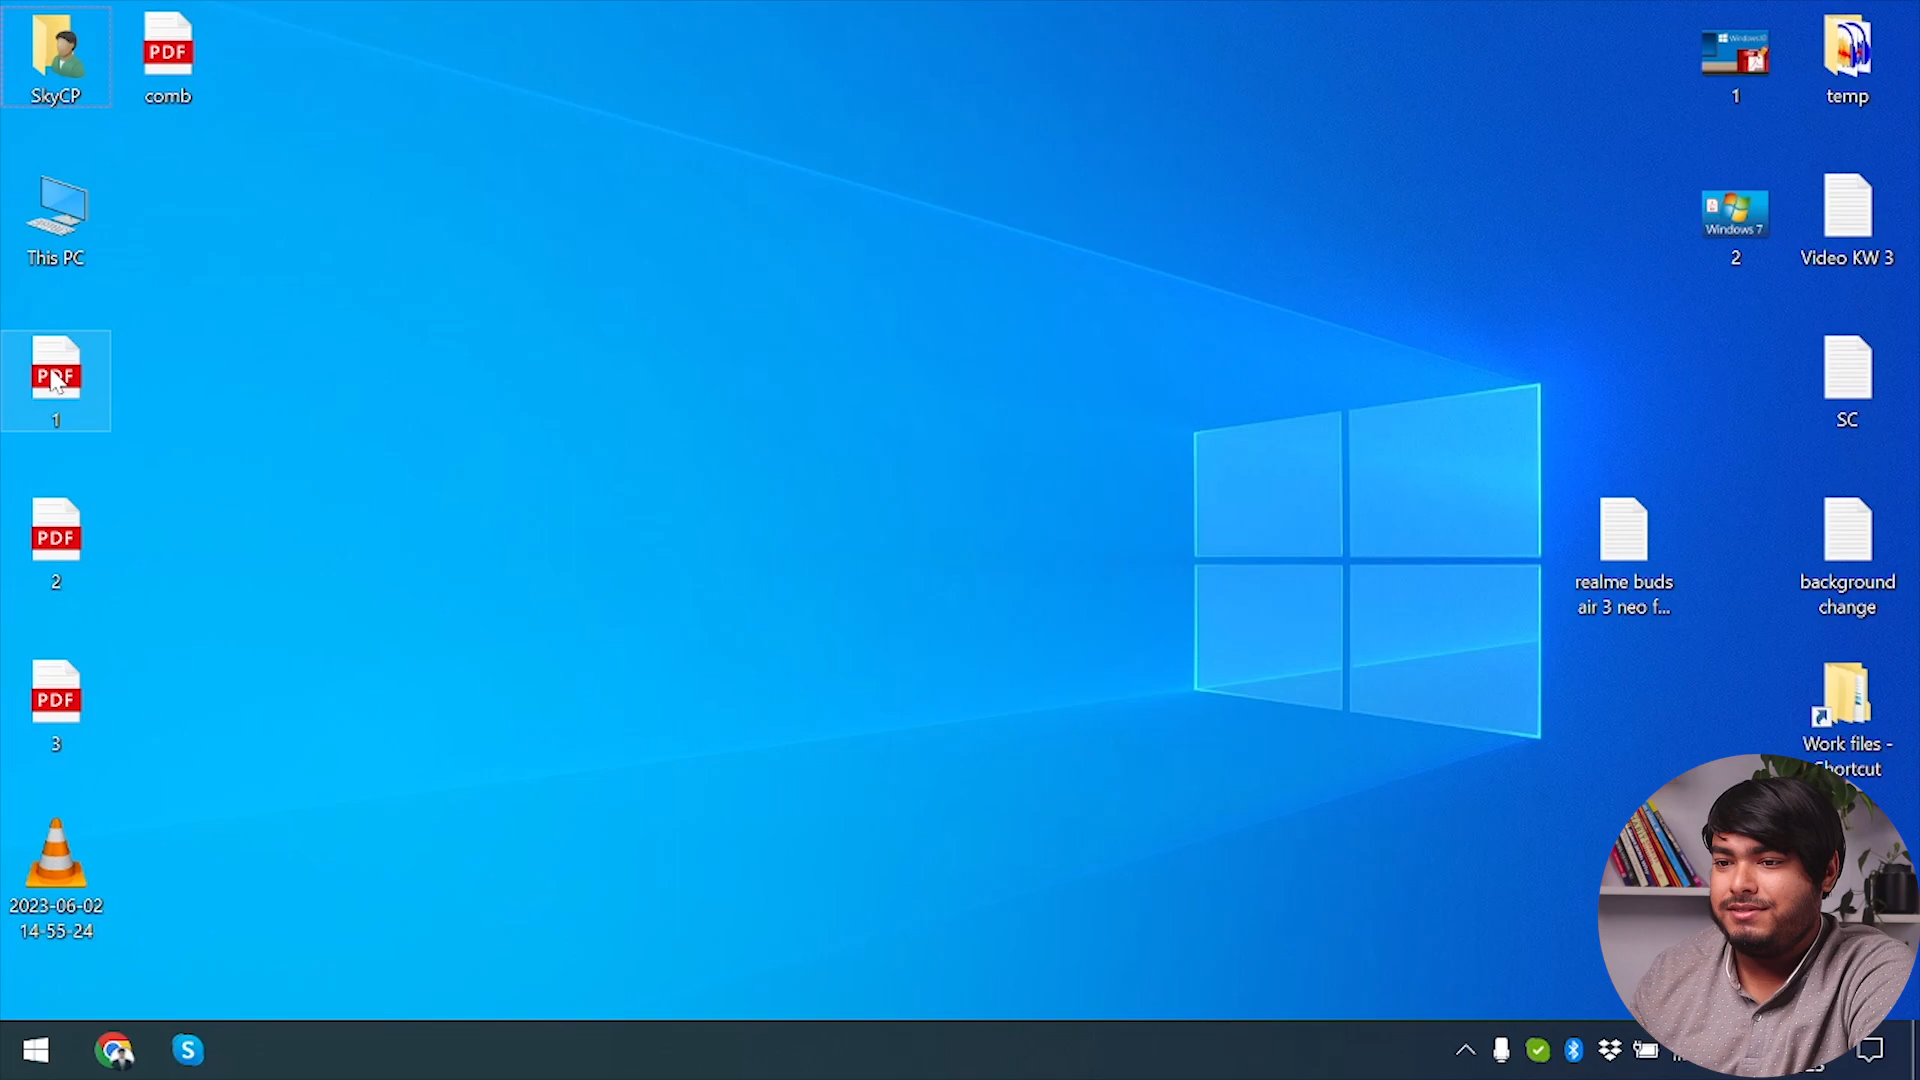 SkyCP
PDF
comb
This PC
PDF
1
PDF
2
PDF
3
2023-06-02
14-55-24
1
temp
Windows 7
2
Video KW 3
SC
realme buds
air 3 neo f...
background
change
Work files -
Shortcut
S